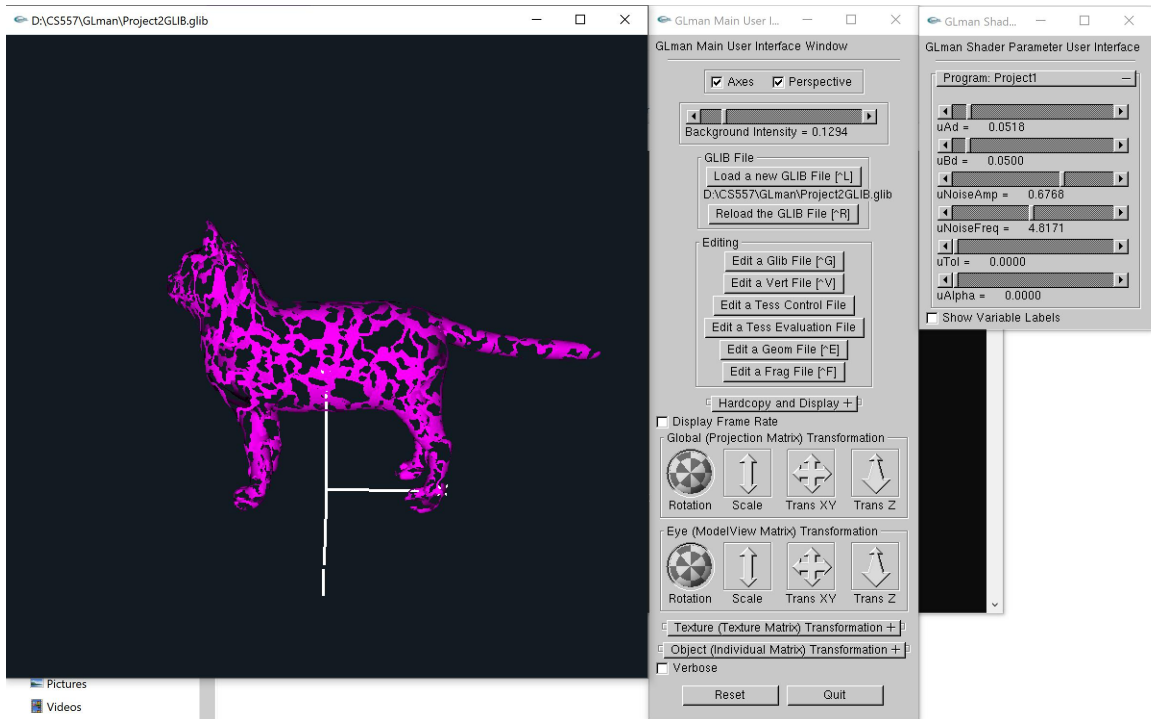 D:\CS557\GLman\Project2GLIB.glib
GLman Main User I...
GLman Main User Interface Window
Axes Perspective
Background Intensity = 0.1294
GLIB File
Load a new GLIB File [^L]
D:\CS557\GLman\Project2GLIB.glib
Reload the GLIB File [^R]
Editing
Edit a Glib File [^G]
Edit a Vert File [^V]
Edit a Tess Control File
Edit a Tess Evaluation File
Edit a Geom File [^E]
Edit a Frag File [^F]
Hardcopy and Display +
Display Frame Rate
Global (Projection Matrix) Transformation
Rotation Scale Trans XY Trans Z
Eye (ModelView Matrix) Transformation
Rotation Scale Trans XY Trans Z
Texture (Texture Matrix) Transformation +
Object (Individual Matrix) Transformation +
Verbose
Reset Quit
GLman Shad...
GLman Shader Parameter User Interface
Program: Project1
uAd = 0.0518
uBd = 0.0500
uNoiseAmp = 0.6768
uNoiseFreq = 4.8171
uTol = 0.0000
uAlpha = 0.0000
Show Variable Labels
Pictures
Videos